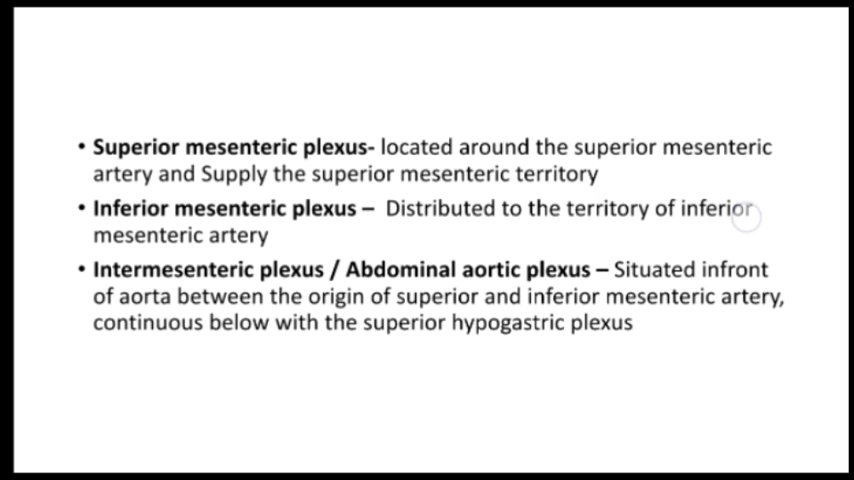 • Superior mesenteric plexus- located around the superior mesenteric
artery and Supply the superior mesenteric territory
• Inferior mesenteric plexus – Distributed to the territory of inferior
mesenteric artery
• Intermesenteric plexus / Abdominal aortic plexus – Situated infront
of aorta between the origin of superior and inferior mesenteric artery,
continuous below with the superior hypogastric plexus